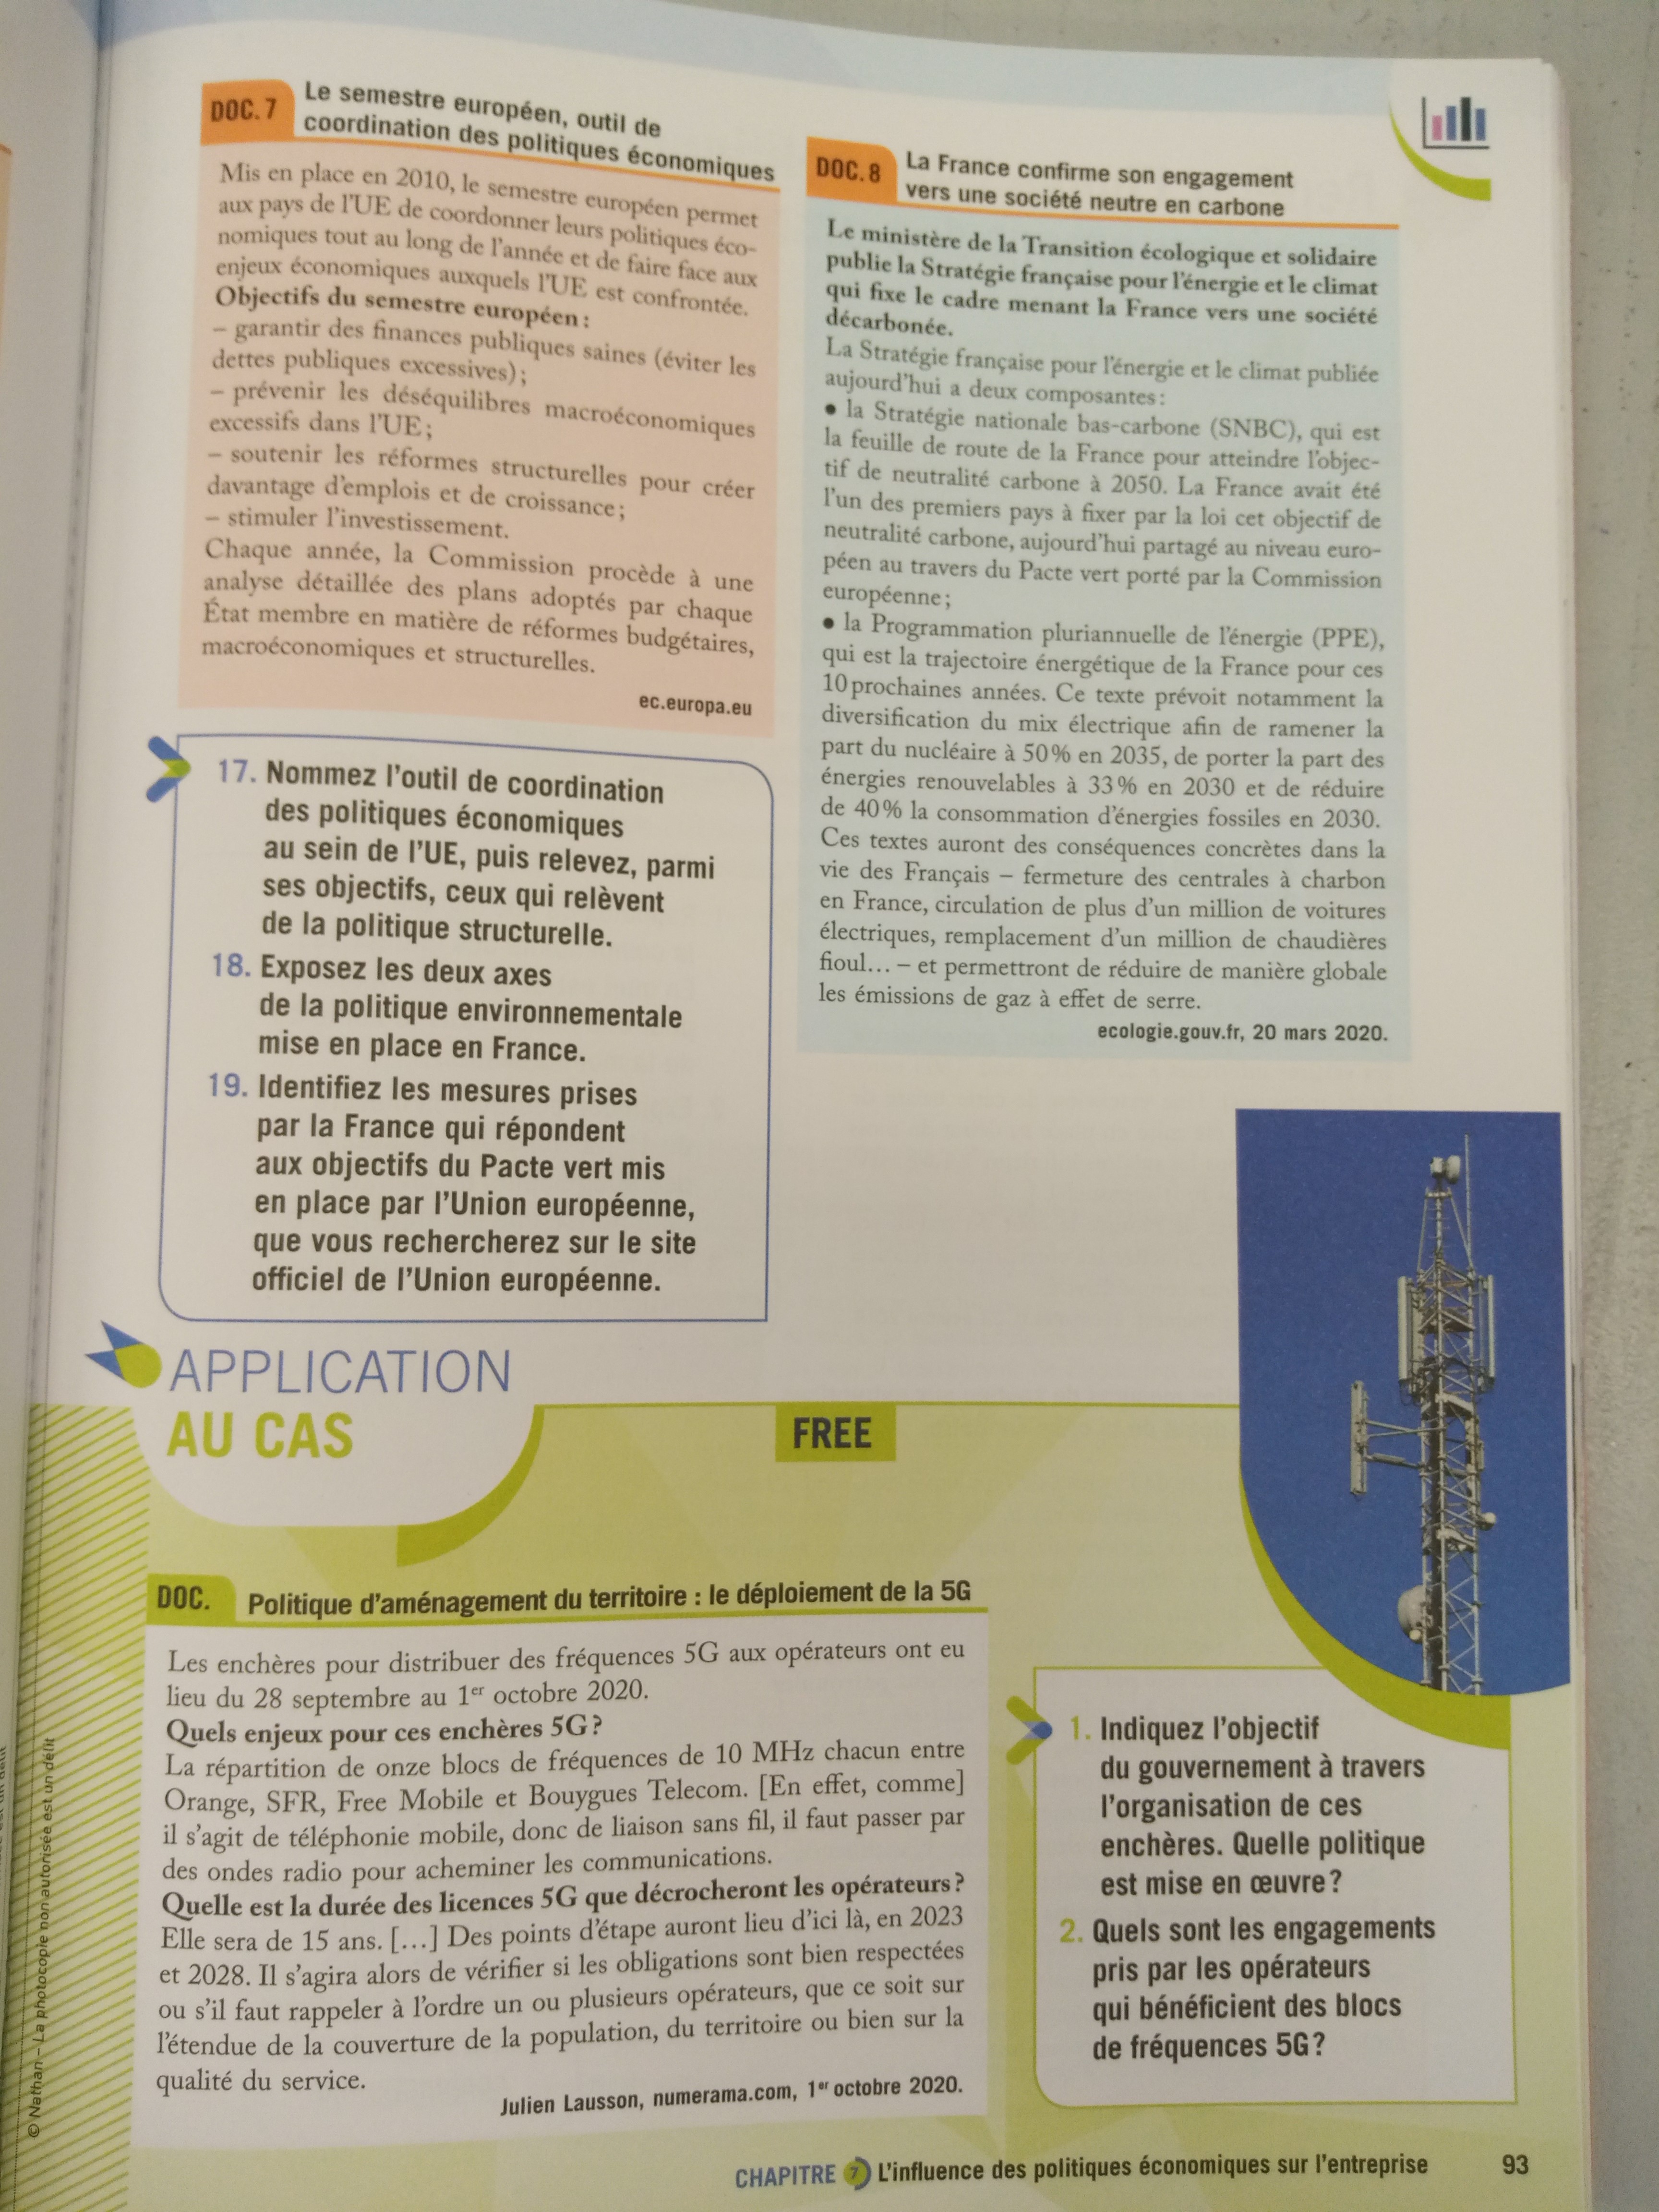 DOC. 7
Le semestre européen, outil de
coordination des politiques économiques
Mis en place en 2010, le semestre européen permet
aux pays de l'UE de coordonner leurs politiques éco-
nomiques tout au long de l'année et de faire face aux
enjeux économiques auxquels l'UE est confrontée.
Objectifs du semestre européen :
– garantir des finances publiques saines (éviter les
dettes publiques excessives) ;
– prévenir les déséquilibres macroéconomiques
excessifs dans l'UE ;
– soutenir les réformes structurelles pour créer
davantage d'emplois et de croissance ;
– stimuler l'investissement.
Chaque année, la Commission procède à une
analyse détaillée des plans adoptés par chaque
État membre en matière de réformes budgétaires,
macroéconomiques et structurelles.
ec.europa.eu
17. Nommez l'outil de coordination
des politiques économiques
au sein de l'UE, puis relevez, parmi
ses objectifs, ceux qui relèvent
de la politique structurelle.
18. Exposez les deux axes
de la politique environnementale
mise en place en France.
19. Identifiez les mesures prises
par la France qui répondent
aux objectifs du Pacte vert mis
en place par l'Union européenne,
que vous rechercherez sur le site
officiel de l'Union européenne.
DOC. 8
La France confirme son engagement
vers une société neutre en carbone
Le ministère de la Transition écologique et solidaire
publie la Stratégie française pour l'énergie et le climat
qui fixe le cadre menant la France vers une société
décarbonée.
La Stratégie française pour l'énergie et le climat publiée
aujourd'hui a deux composantes :
• la Stratégie nationale bas-carbone (SNBC), qui est
la feuille de route de la France pour atteindre l'objec-
tif de neutralité carbone à 2050. La France avait été
l'un des premiers pays à fixer par la loi cet objectif de
neutralité carbone, aujourd'hui partagé au niveau euro-
péen au travers du Pacte vert porté par la Commission
européenne ;
• la Programmation pluriannuelle de l'énergie (PPE),
qui est la trajectoire énergétique de la France pour ces
10 prochaines années. Ce texte prévoit notamment la
diversification du mix électrique afin de ramener la
part du nucléaire à 50 % en 2035, de porter la part des
énergies renouvelables à 33 % en 2030 et de réduire
de 40 % la consommation d'énergies fossiles en 2030.
Ces textes auront des conséquences concrètes dans la
vie des Français – fermeture des centrales à charbon
en France, circulation de plus d'un million de voitures
électriques, remplacement d'un million de chaudières
fioul… – et permettront de réduire de manière globale
les émissions de gaz à effet de serre.
ecologie.gouv.fr, 20 mars 2020.
APPLICATION
AU CAS
FREE
DOC.
Politique d'aménagement du territoire : le déploiement de la 5G
Les enchères pour distribuer des fréquences 5G aux opérateurs ont eu
lieu du 28 septembre au 1er octobre 2020.
Quels enjeux pour ces enchères 5G ?
La répartition de onze blocs de fréquences de 10 MHz chacun entre
Orange, SFR, Free Mobile et Bouygues Telecom. [En effet, comme]
il s'agit de téléphonie mobile, donc de liaison sans fil, il faut passer par
des ondes radio pour acheminer les communications.
Quelle est la durée des licences 5G que décrocheront les opérateurs ?
Elle sera de 15 ans. […] Des points d'étape auront lieu d'ici là, en 2023
et 2028. Il s'agira alors de vérifier si les obligations sont bien respectées
ou s'il faut rappeler à l'ordre un ou plusieurs opérateurs, que ce soit sur
l'étendue de la couverture de la population, du territoire ou bien sur la
qualité du service.
Julien Lausson, numerama.com, 1er octobre 2020.
1. Indiquez l'objectif
du gouvernement à travers
l'organisation de ces
enchères. Quelle politique
est mise en œuvre ?
2. Quels sont les engagements
pris par les opérateurs
qui bénéficient des blocs
de fréquences 5G ?
© Nathan – La photocopie non autorisée est un délit
CHAPITRE 7 L'influence des politiques économiques sur l'entreprise
93